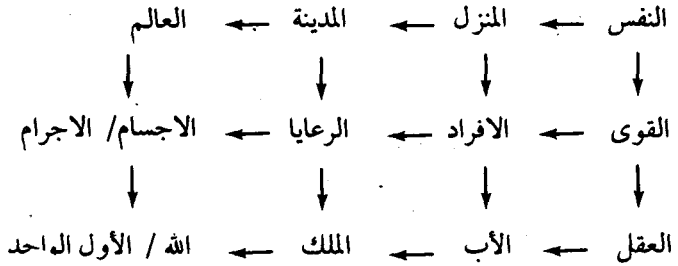 النفس ← المنزل ← المدينة ← العالم
القوى ← الافراد ← الرعايا ← الاجسام/ الاجرام
العقل ← الأب ← الملك ← الله / الأول الواحد